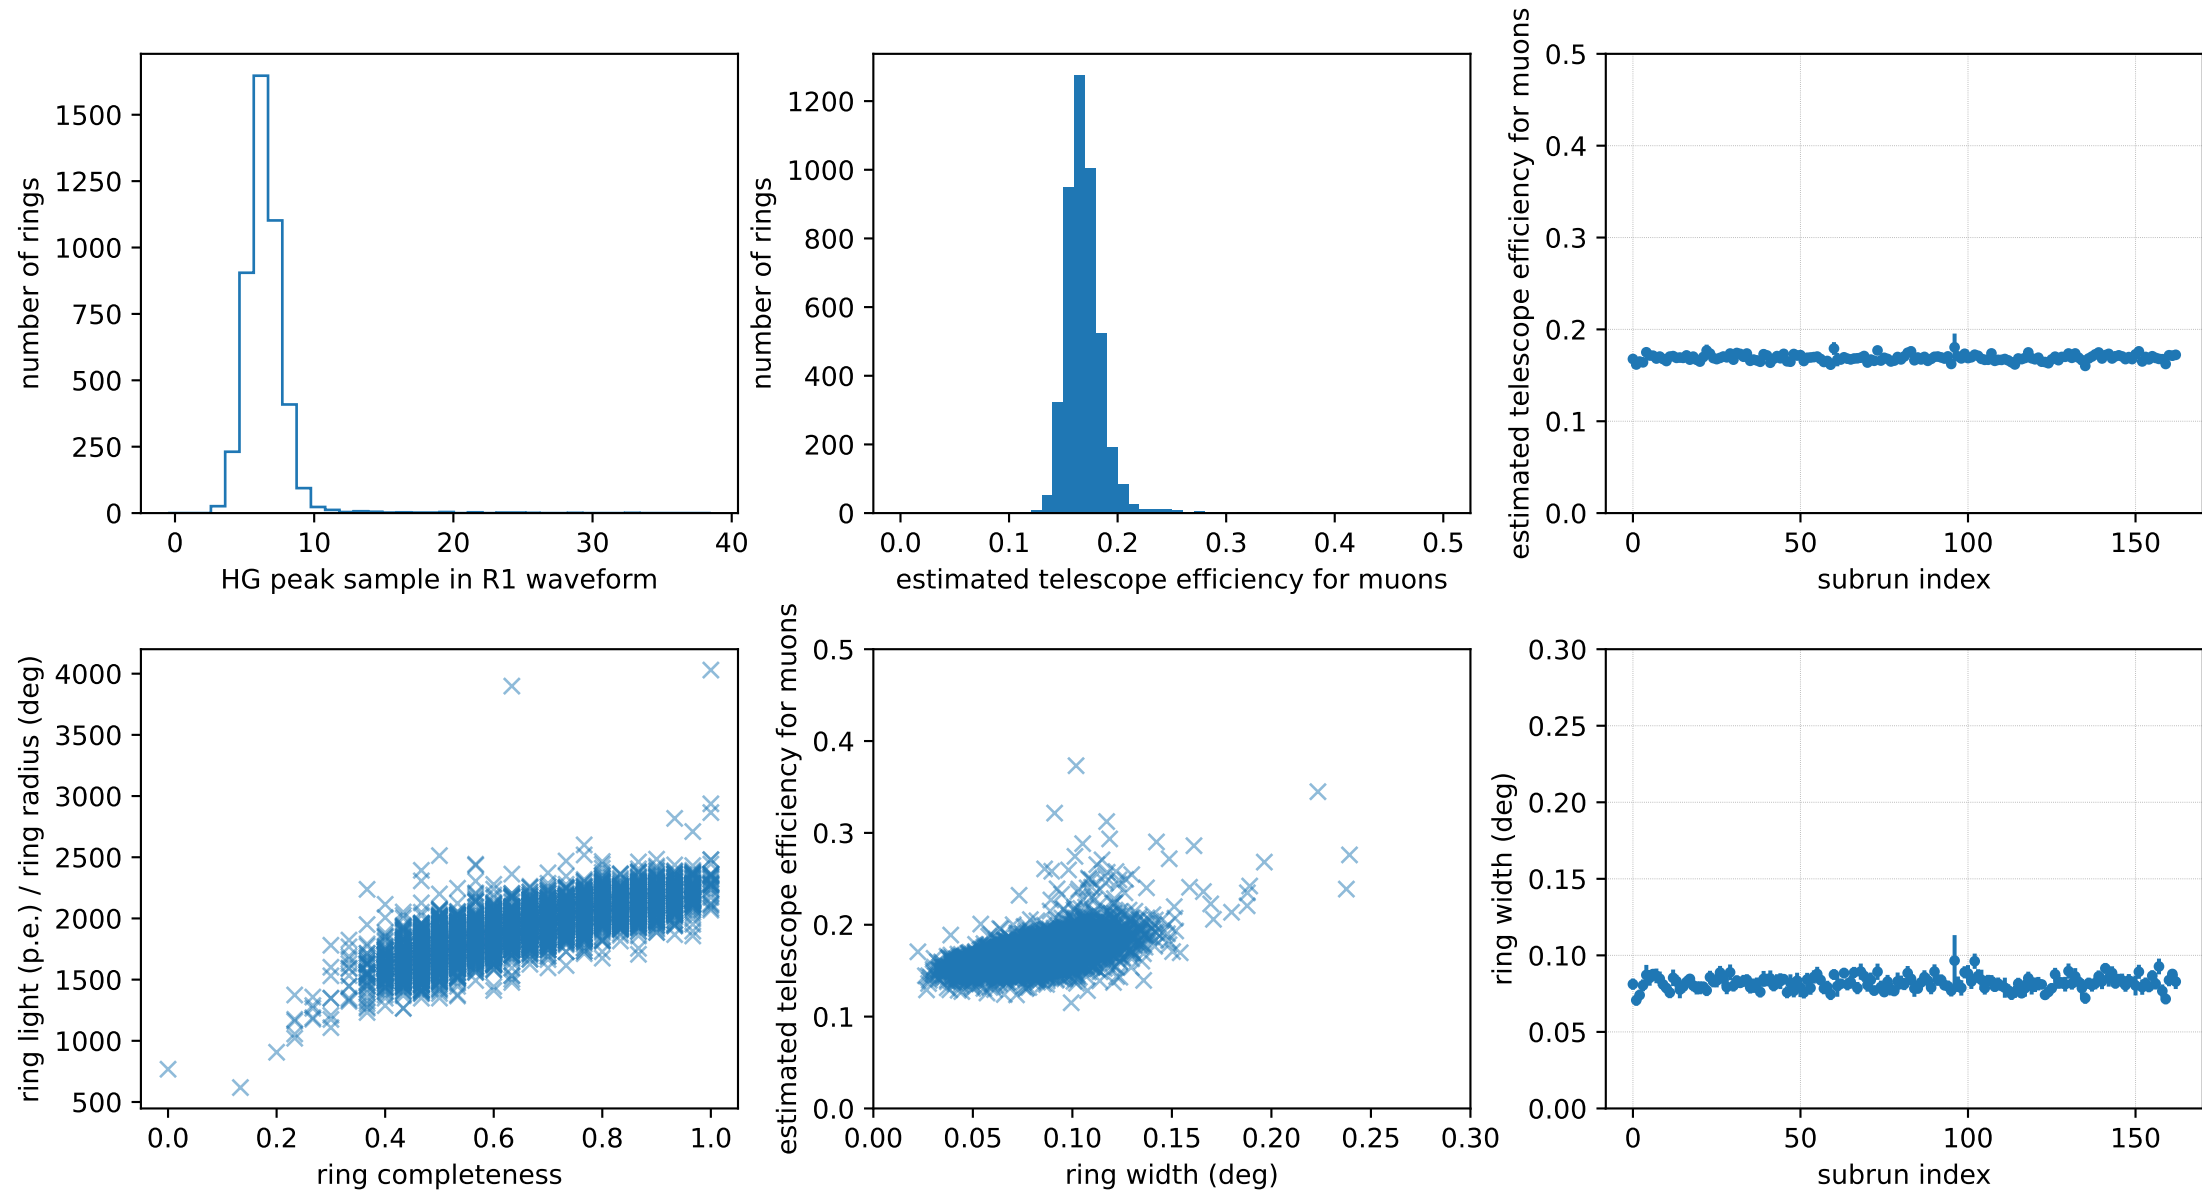 number of rings
1500
1250
1000
750
500
250
0
0 10 20 30 40
HG peak sample in R1 waveform
number of rings
1200
1000
800
600
400
200
0
0.0 0.1 0.2 0.3 0.4 0.5
estimated telescope efficiency for muons
estimated telescope efficiency for muons
0.5
0.4
0.3
0.2
0.1
0.0
0 50 100 150
subrun index
ring light (p.e.) / ring radius (deg)
4000
3500
3000
2500
2000
1500
1000
500
0.0 0.2 0.4 0.6 0.8 1.0
ring completeness
estimated telescope efficiency for muons
0.5
0.4
0.3
0.2
0.1
0.0
0.00 0.05 0.10 0.15 0.20 0.25 0.30
ring width (deg)
ring width (deg)
0.30
0.25
0.20
0.15
0.10
0.05
0.00
0 50 100 150
subrun index